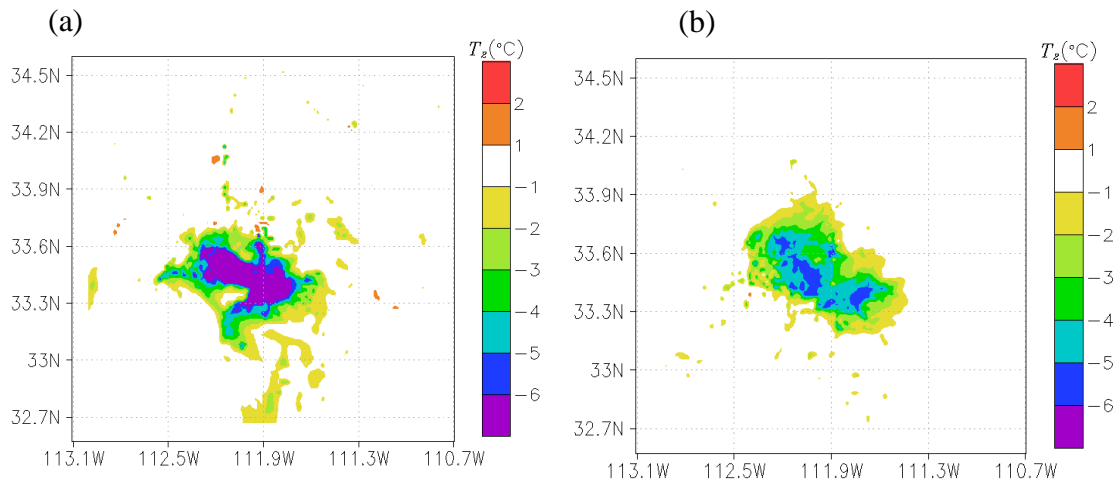 (a)
T₂(°C)
34.5N
34.2N
33.9N
33.6N
33.3N
33N
32.7N
113.1W 112.5W 111.9W 111.3W 110.7W
2
1
−1
−2
−3
−4
−5
−6
(b)
T₂(°C)
34.5N
34.2N
33.9N
33.6N
33.3N
33N
32.7N
113.1W 112.5W 111.9W 111.3W 110.7W
2
1
−1
−2
−3
−4
−5
−6